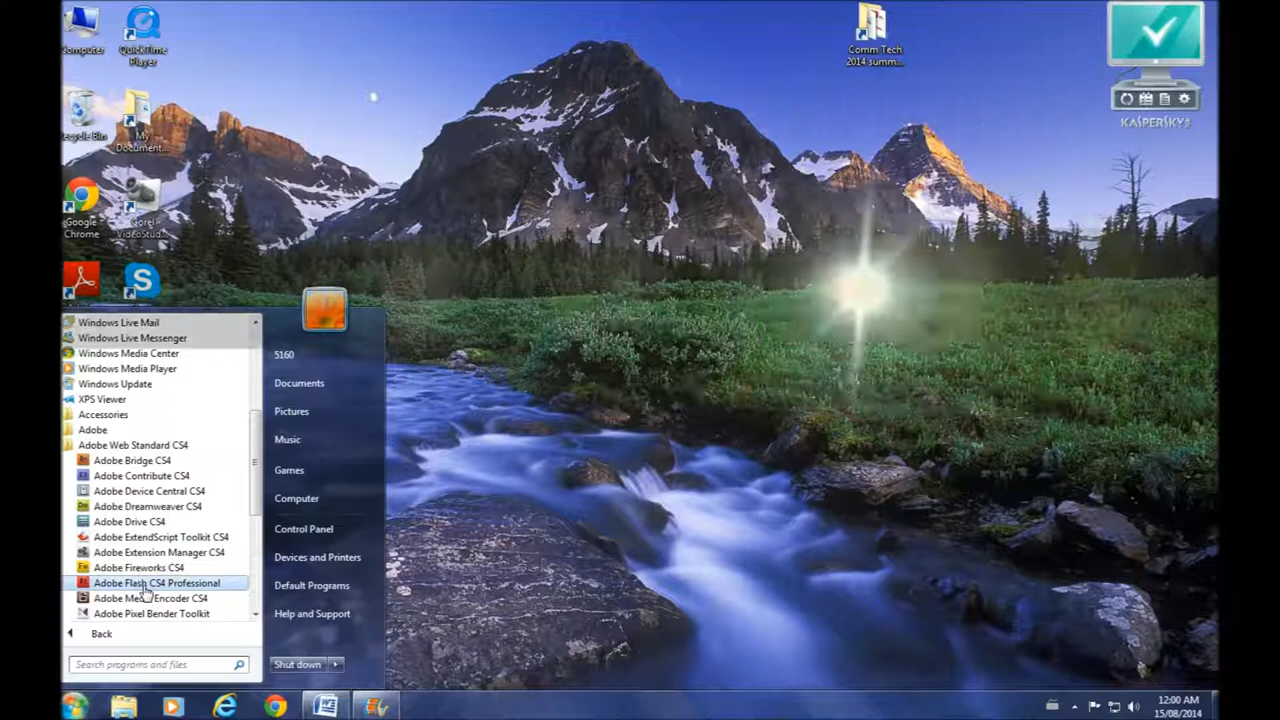 Computer
QuickTime
Player
Comm Tech
2014 summ...
KASPERSKY
Recycle Bin
My
Document...
Google
Chrome
Corel
VideoStud...
Windows Live Mail
Windows Live Messenger
Windows Media Center
Windows Media Player
Windows Update
XPS Viewer
Accessories
Adobe
Adobe Web Standard CS4
Adobe Bridge CS4
Adobe Contribute CS4
Adobe Device Central CS4
Adobe Dreamweaver CS4
Adobe Drive CS4
Adobe ExtendScript Toolkit CS4
Adobe Extension Manager CS4
Adobe Fireworks CS4
Adobe Flash CS4 Professional
Adobe Media Encoder CS4
Adobe Pixel Bender Toolkit
Back
Search programs and files
5160
Documents
Pictures
Music
Games
Computer
Control Panel
Devices and Printers
Default Programs
Help and Support
Shut down
12:00 AM
15/08/2014